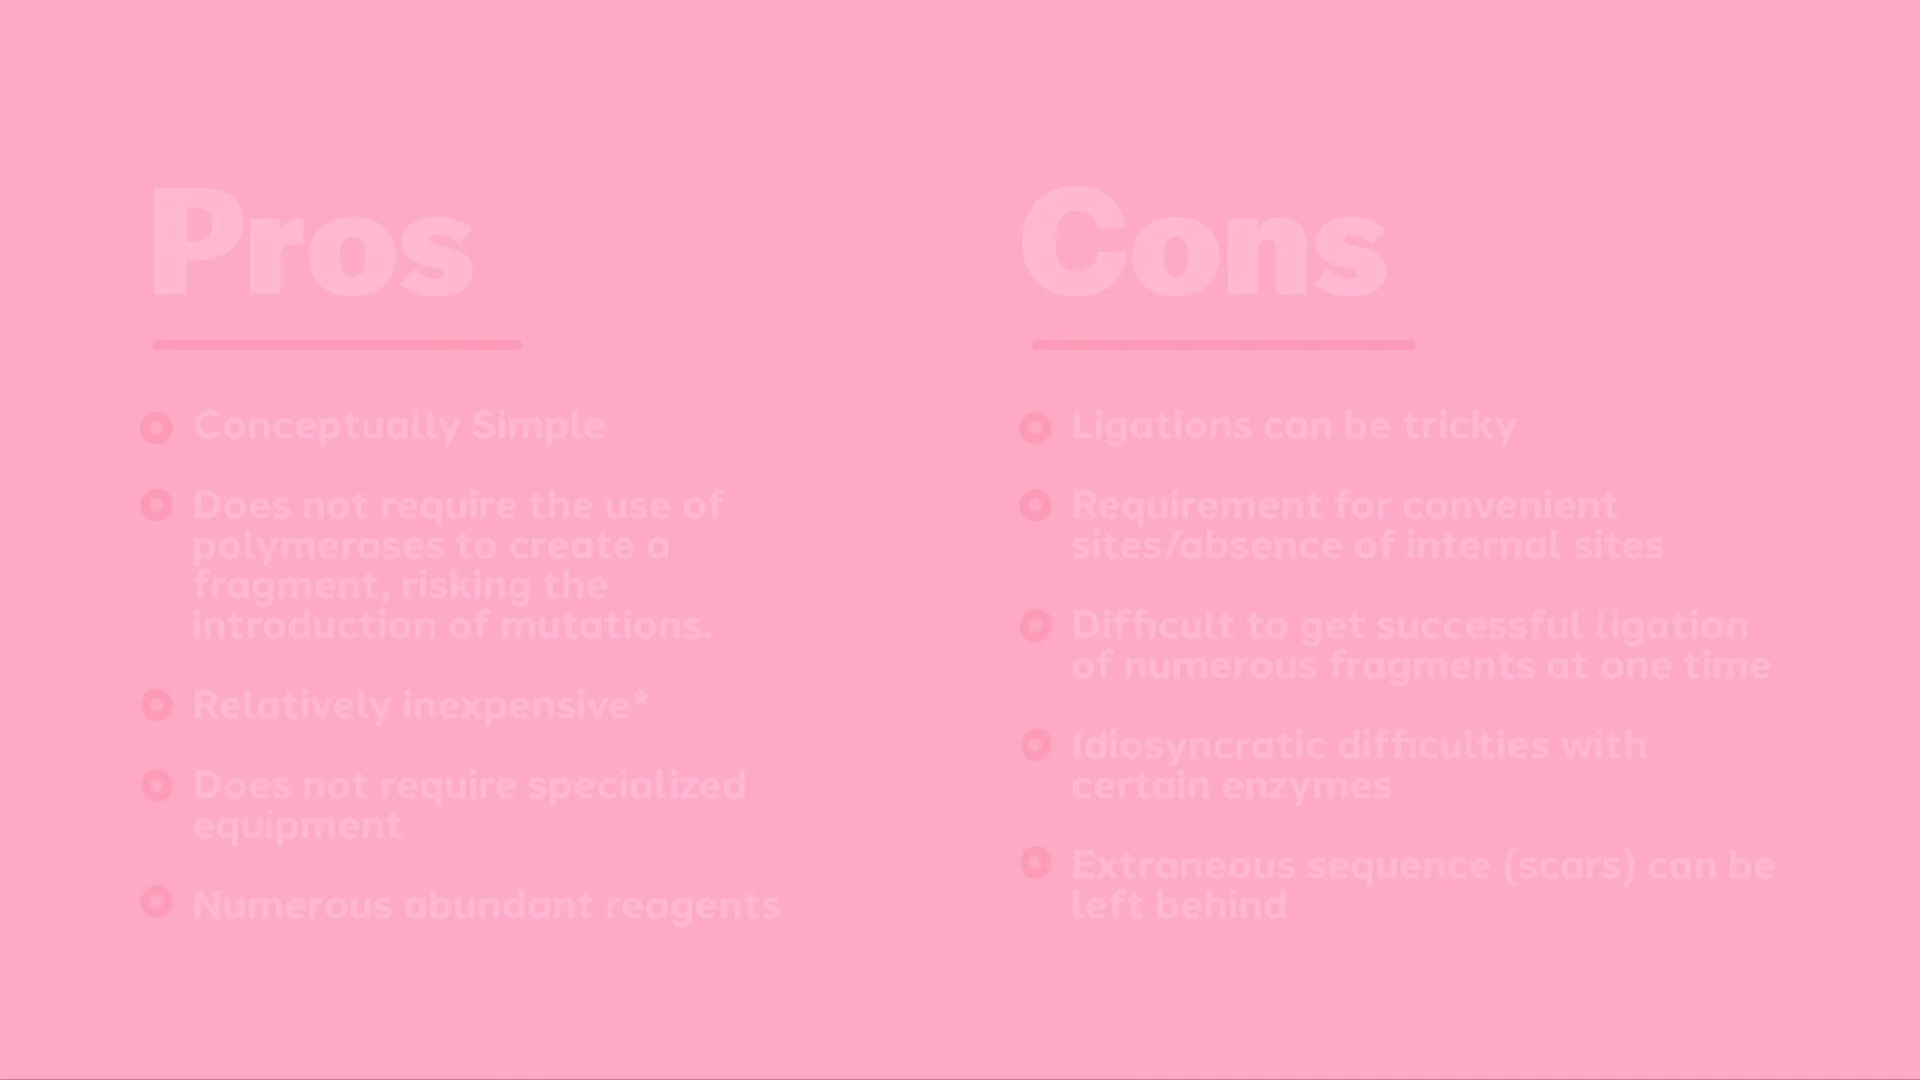 Pros
Conceptually Simple
Does not require the use of
polymerases to create a
fragment, risking the
introduction of mutations.
Relatively inexpensive*
Does not require specialized
equipment
Numerous abundant reagents
Cons
Ligations can be tricky
Requirement for convenient
sites/absence of internal sites
Difficult to get successful ligation
of numerous fragments at one time
Idiosyncratic difficulties with
certain enzymes
Extraneous sequence (scars) can be
left behind